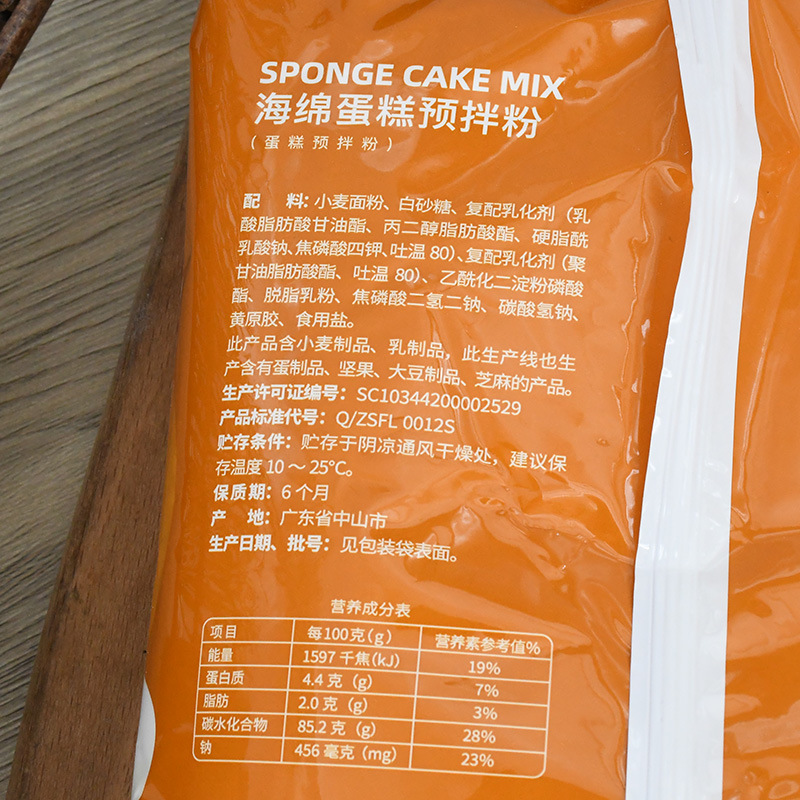 SPONGE CAKE MIX
海绵蛋糕预拌粉
(蛋糕预拌粉)
配 料:小麦面粉、白砂糖、复配乳化剂(乳
酸脂肪酸甘油酯、丙二醇脂肪酸酯、硬脂酰
乳酸钠、焦磷酸四钾、吐温80)、复配乳化剂(聚
甘油脂肪酸酯、吐温 80)、乙酰化二淀粉磷酸
酯、脱脂乳粉、焦磷酸二氢二钠、碳酸氢钠、
黄原胶、食用盐。
此产品含小麦制品、乳制品，此生产线也生
产含有蛋制品、坚果、大豆制品、芝麻的产品。
生产许可证编号: SC10344200002529
产品标准代号: Q/ZSFL 0012S
贮存条件: 贮存于阴凉通风干燥处，建议保
存温度 10～25℃。
保质期: 6 个月
产 地: 广东省中山市
生产日期、批号: 见包装袋表面。
营养成分表
项目 每100克(g) 营养素参考值%
能量 1597 千焦(kJ) 19%
蛋白质 4.4 克 (g) 7%
脂肪 2.0 克 (g) 3%
碳水化合物 85.2 克 (g) 28%
钠 456 毫克 (mg) 23%